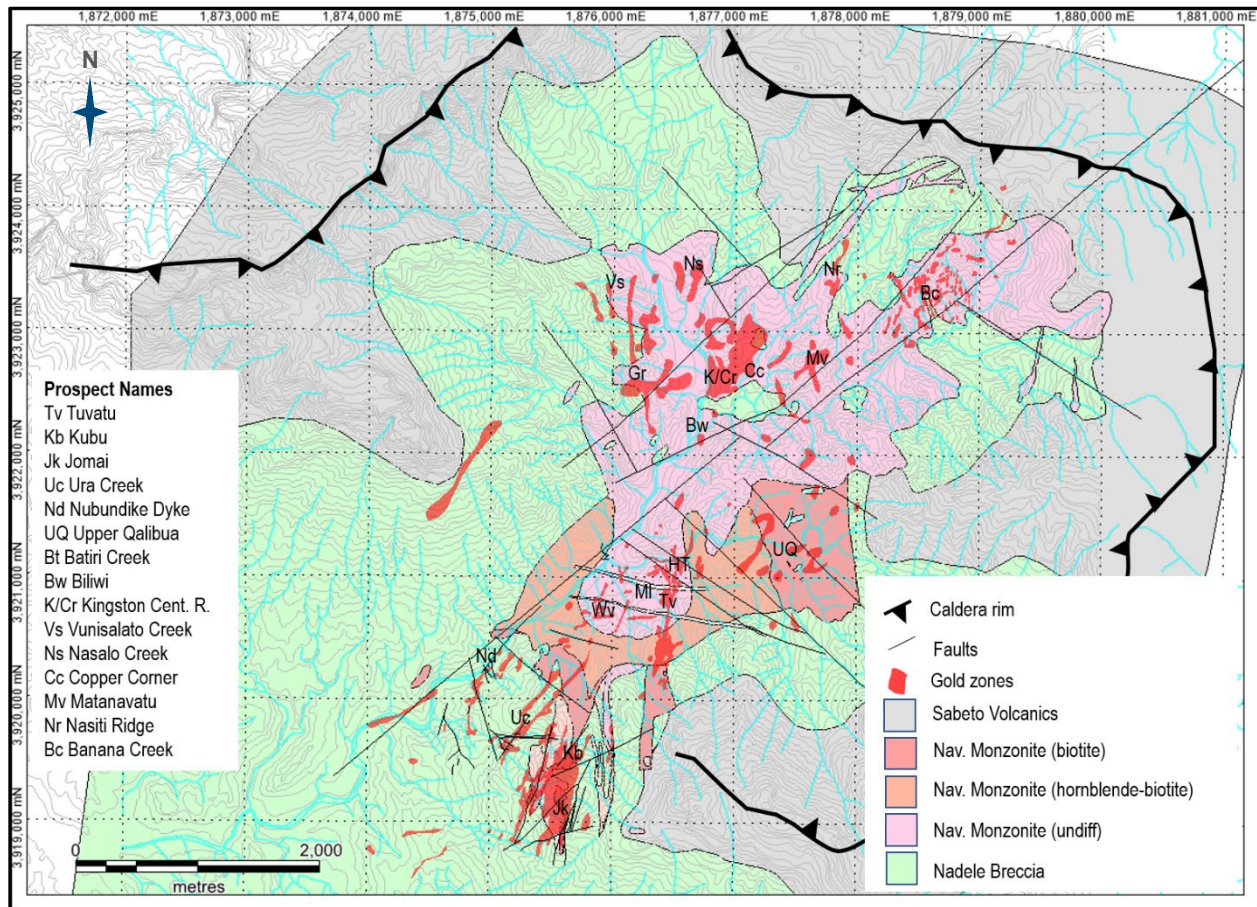 1,872,000 mE
1,873,000 mE
1,874,000 mE
1,875,000 mE
1,876,000 mE
1,877,000 mE
1,878,000 mE
1,879,000 mE
1,880,000 mE
1,881,000 mE
N
3,925,000 mN
3,924,000 mN
3,923,000 mN
3,922,000 mN
3,921,000 mN
3,920,000 mN
3,919,000 mN
Ns
Vs
Nr
Bc
Gr
K/Cr
Cc
Mv
Bw
UQ
HT
Ml
Tv
Wv
Nd
Uc
Kb
Jk
Prospect Names
Tv Tuvatu
Kb Kubu
Jk Jomai
Uc Ura Creek
Nd Nubundike Dyke
UQ Upper Qalibua
Bt Batiri Creek
Bw Biliwi
K/Cr Kingston Cent. R.
Vs Vunisalato Creek
Ns Nasalo Creek
Cc Copper Corner
Mv Matanavatu
Nr Nasiti Ridge
Bc Banana Creek
0 2,000
metres
Caldera rim
Faults
Gold zones
Sabeto Volcanics
Nav. Monzonite (biotite)
Nav. Monzonite (hornblende-biotite)
Nav. Monzonite (undiff)
Nadele Breccia